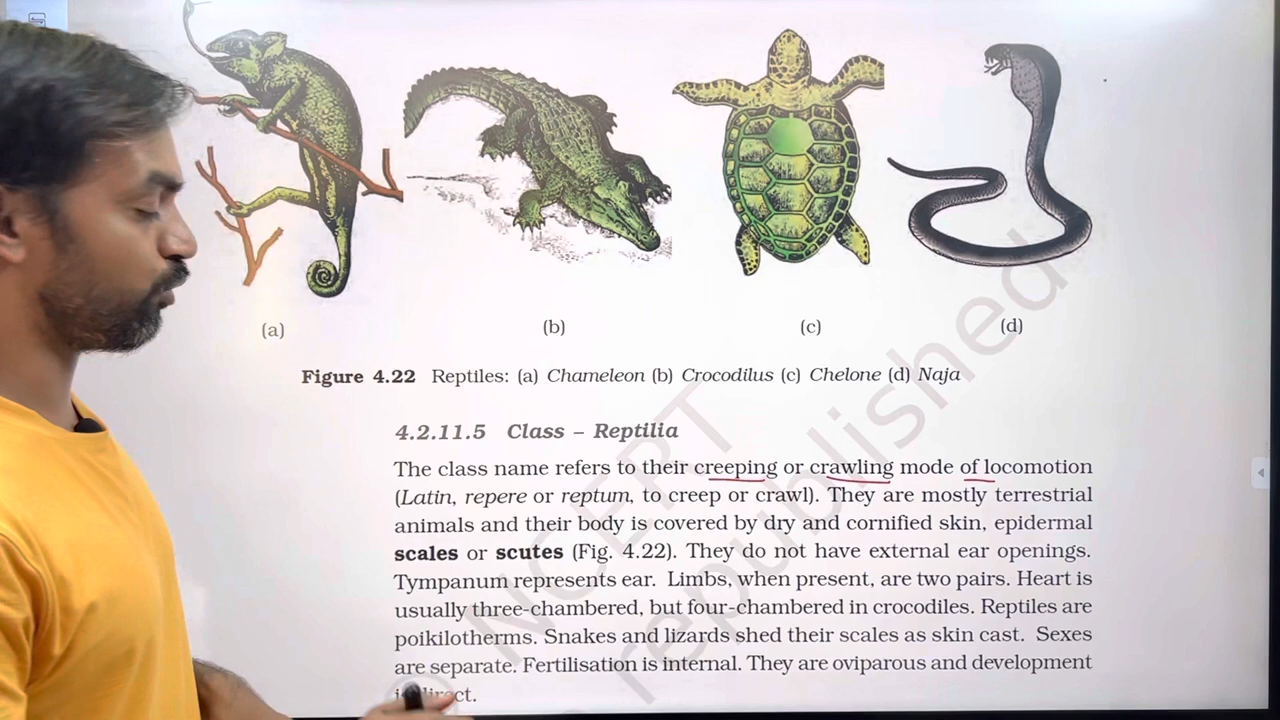 (a) (b) (c) (d)
Figure 4.22 Reptiles: (a) Chameleon (b) Crocodilus (c) Chelone (d) Naja
4.2.11.5 Class – Reptilia
The class name refers to their creeping or crawling mode of locomotion
(Latin, repere or reptum, to creep or crawl). They are mostly terrestrial
animals and their body is covered by dry and cornified skin, epidermal
scales or scutes (Fig. 4.22). They do not have external ear openings.
Tympanum represents ear. Limbs, when present, are two pairs. Heart is
usually three-chambered, but four-chambered in crocodiles. Reptiles are
poikilotherms. Snakes and lizards shed their scales as skin cast. Sexes
are separate. Fertilisation is internal. They are oviparous and development
© NCERT
republished